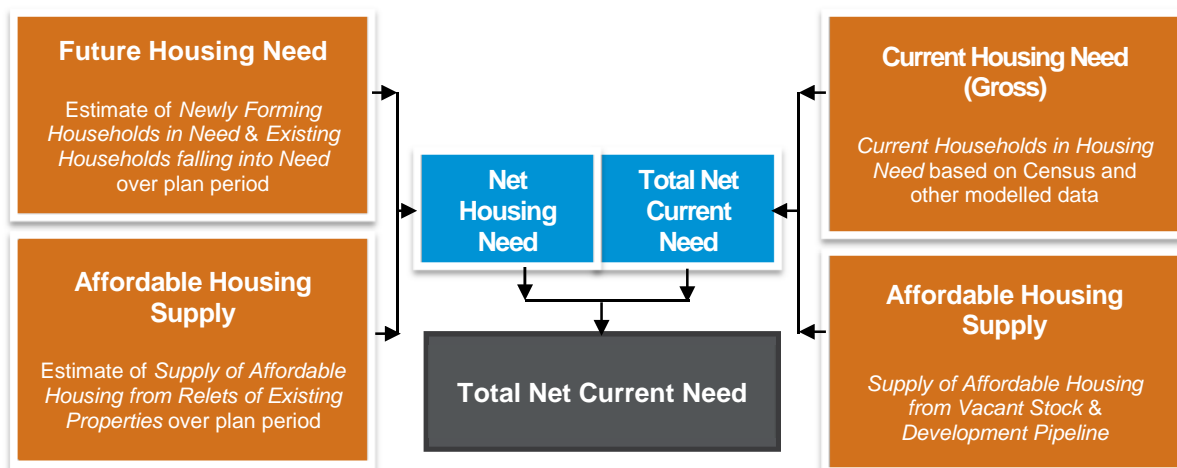 Future Housing Need
Estimate of Newly Forming
Households in Need & Existing
Households falling into Need
over plan period
Affordable Housing
Supply
Estimate of Supply of Affordable
Housing from Relets of Existing
Properties over plan period
Net
Housing
Need
Total Net
Current
Need
Total Net Current Need
Current Housing Need
(Gross)
Current Households in Housing
Need based on Census and
other modelled data
Affordable Housing
Supply
Supply of Affordable Housing
from Vacant Stock &
Development Pipeline